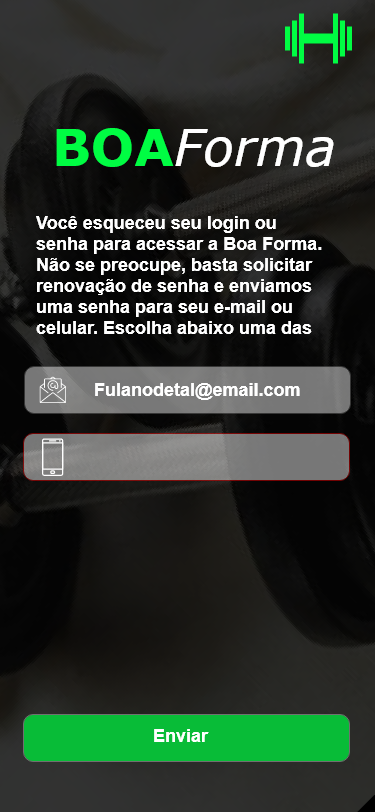 BOAForma
Você esqueceu seu login ou
senha para acessar a Boa Forma.
Não se preocupe, basta solicitar
renovação de senha e enviamos
uma senha para seu e-mail ou
celular. Escolha abaixo uma das
Fulanodetal@email.com
Enviar